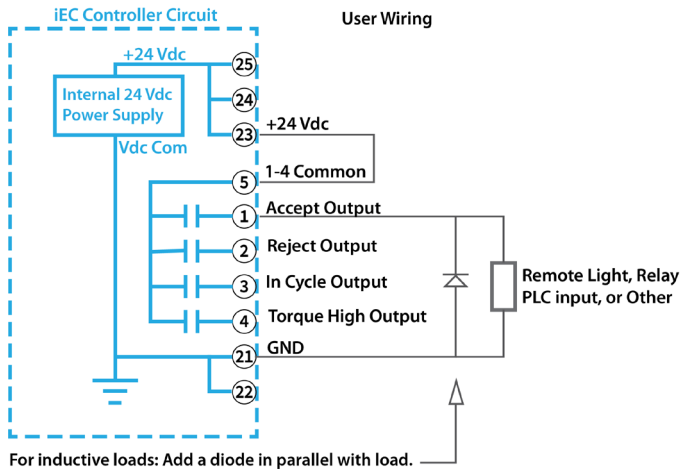 iEC Controller Circuit
User Wiring
+24 Vdc
25
Internal 24 Vdc
Power Supply
24
23
+24 Vdc
Vdc Com
5
1-4 Common
1
Accept Output
2
Reject Output
3
In Cycle Output
Remote Light, Relay
PLC input, or Other
4
Torque High Output
21
GND
22
For inductive loads: Add a diode in parallel with load.